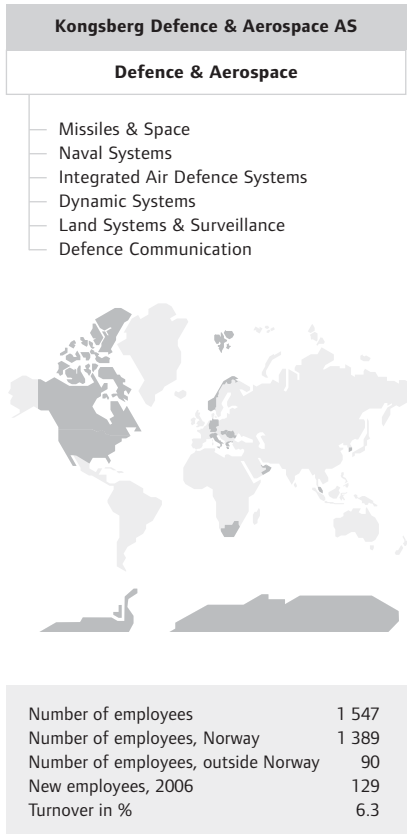 Kongsberg Defence & Aerospace AS
Defence & Aerospace
Missiles & Space
Naval Systems
Integrated Air Defence Systems
Dynamic Systems
Land Systems & Surveillance
Defence Communication
Number of employees 1 547
Number of employees, Norway 1 389
Number of employees, outside Norway 90
New employees, 2006 129
Turnover in % 6.3